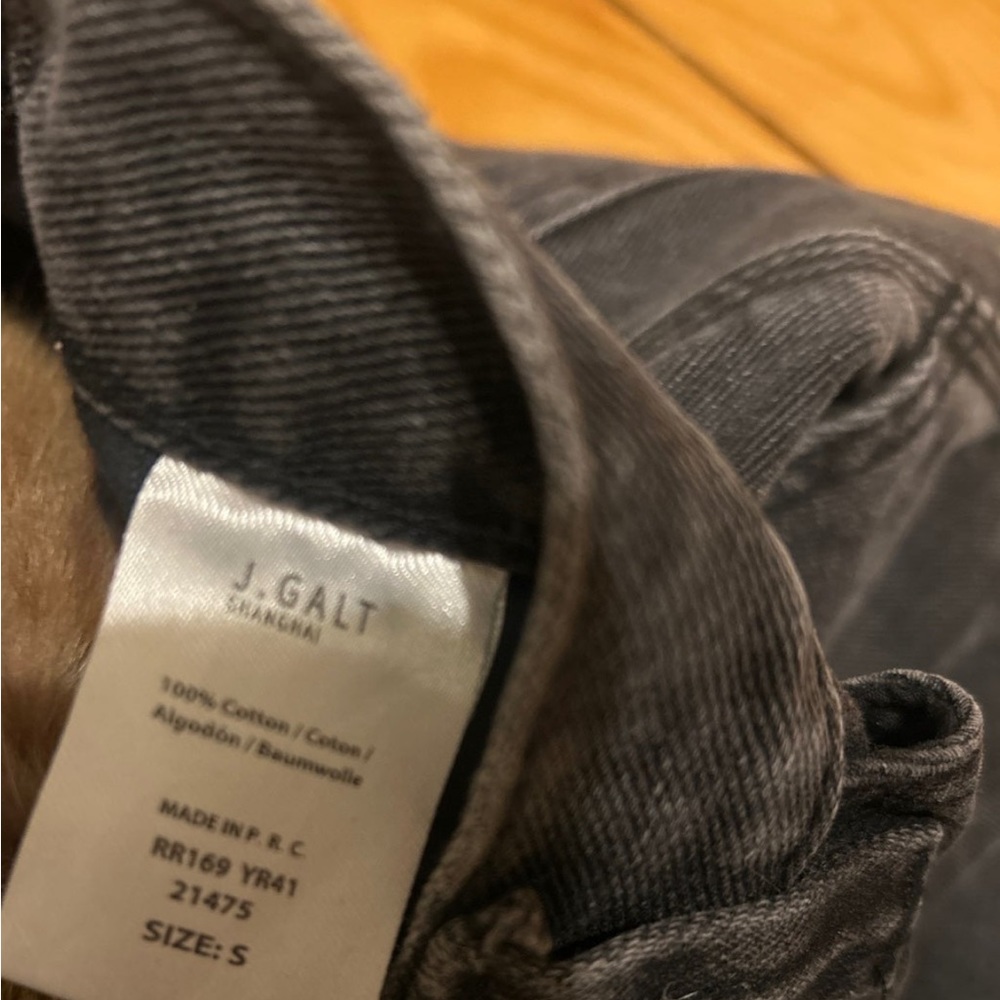 J.GALT
SHANGHAI
100% Cotton / Coton /
Algodón / Baumwolle
MADE IN P. R. C.
RR169 YR41
21475
SIZE: S